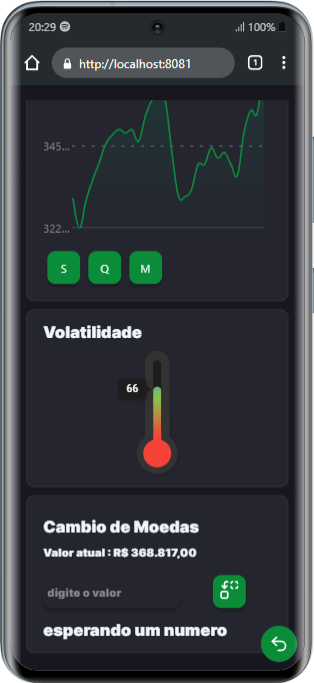 20:29 100%
http://localhost:8081 1
345...
322...
S Q M
Volatilidade
66
Cambio de Moedas
Valor atual : R$ 368.817,00
digite o valor
esperando um numero